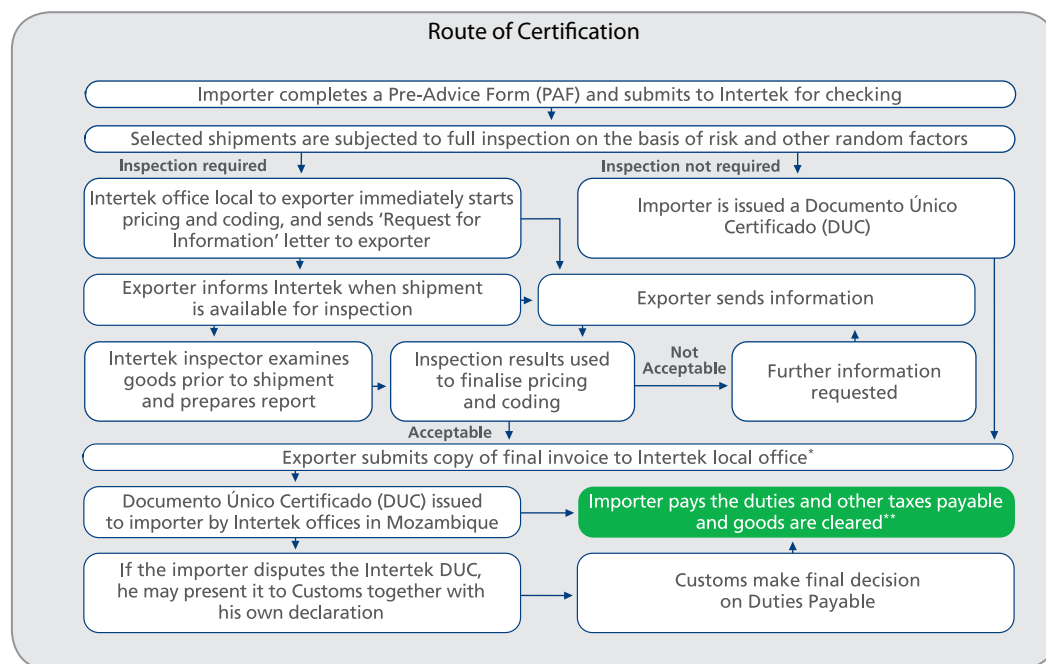 Route of Certification
Importer completes a Pre-Advice Form (PAF) and submits to Intertek for checking
Selected shipments are subjected to full inspection on the basis of risk and other random factors
Inspection required
Inspection not required
Intertek office local to exporter immediately starts
pricing and coding, and sends ‘Request for
Information’ letter to exporter
Importer is issued a Documento Único
Certificado (DUC)
Exporter informs Intertek when shipment
is available for inspection
Exporter sends information
Intertek inspector examines
goods prior to shipment
and prepares report
Inspection results used
to finalise pricing
and coding
Not
Acceptable
Further information
requested
Acceptable
Exporter submits copy of final invoice to Intertek local office*
Documento Único Certificado (DUC) issued
to importer by Intertek offices in Mozambique
Importer pays the duties and other taxes payable
and goods are cleared**
If the importer disputes the Intertek DUC,
he may present it to Customs together with
his own declaration
Customs make final decision
on Duties Payable